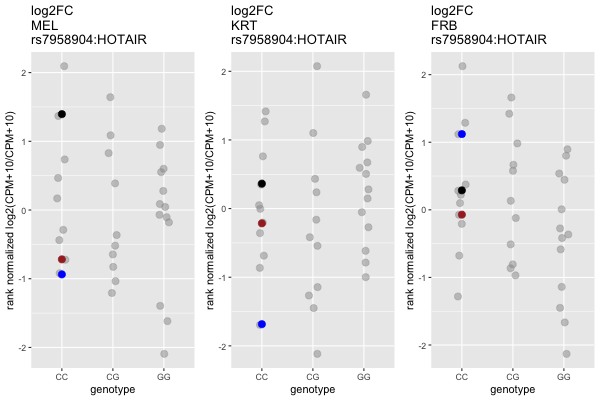 log2FC
MEL
rs7958904:HOTAIR
rank normalized log2(CPM+10/CPM+10)
2
1
0
-1
-2
CC
CG
GG
genotype
log2FC
KRT
rs7958904:HOTAIR
rank normalized log2(CPM+10/CPM+10)
2
1
0
-1
-2
CC
CG
GG
genotype
log2FC
FRB
rs7958904:HOTAIR
rank normalized log2(CPM+10/CPM+10)
2
1
0
-1
-2
CC
CG
GG
genotype